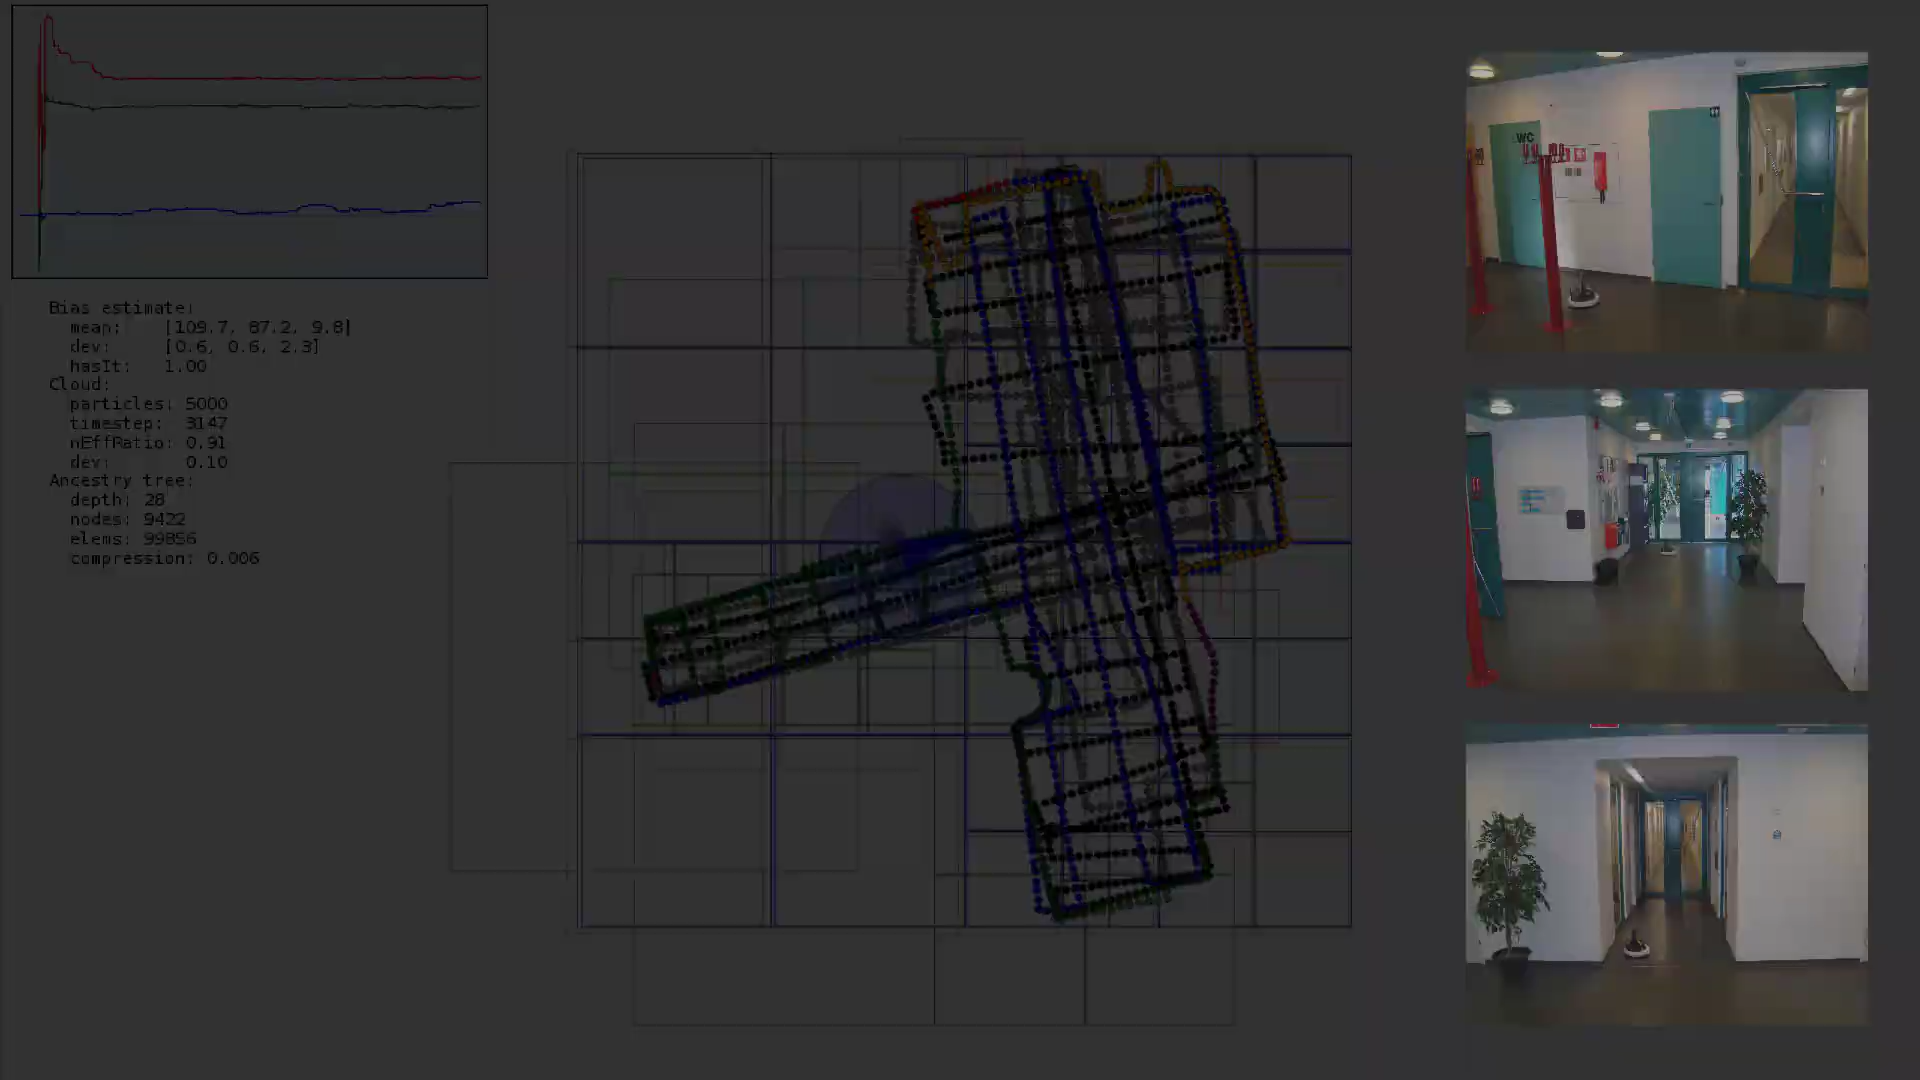 Bias estimate:
mean: [109.7, 87.2, 9.8]
dev: [0.6, 0.6, 2.3]
hasIt: 1.00
Cloud:
particles: 5000
timestep: 3147
nEffRatio: 0.91
dev: 0.10
Ancestry tree:
depth: 28
nodes: 9422
elems: 99856
compression: 0.006
WC